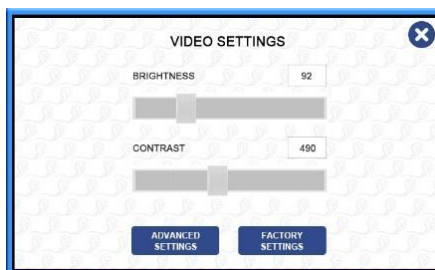 VIDEO SETTINGS
BRIGHTNESS 92
CONTRAST 490
ADVANCED
SETTINGS
FACTORY
SETTINGS